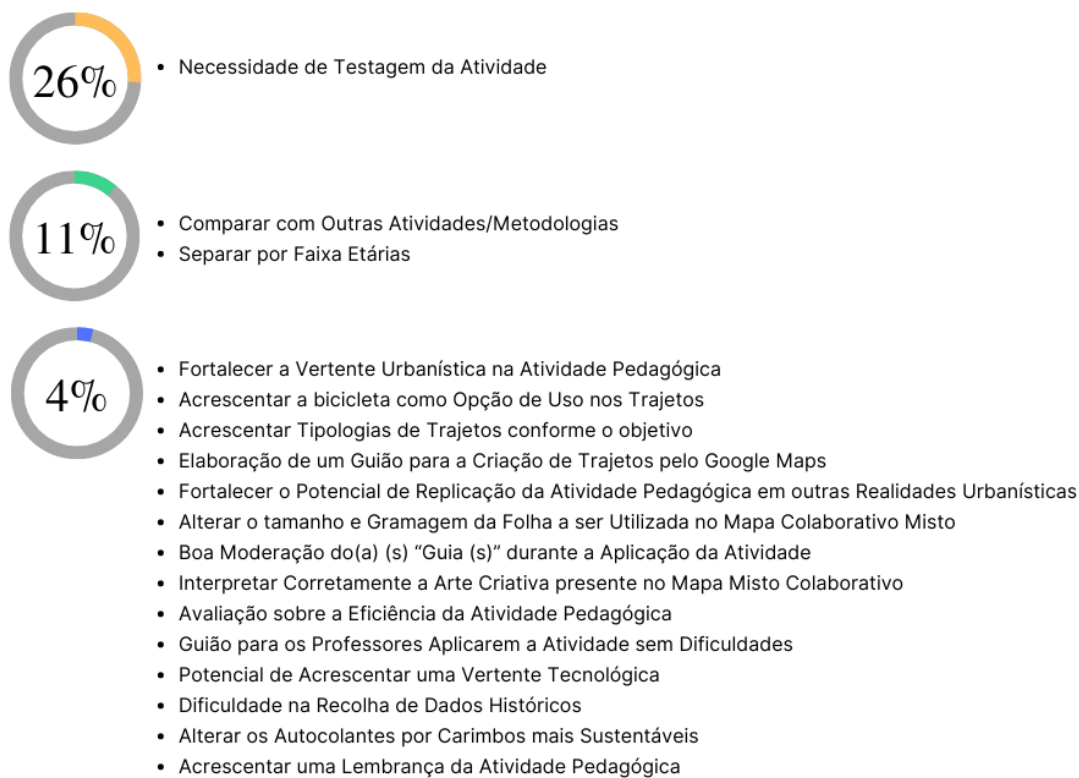 26%
• Necessidade de Testagem da Atividade
11%
• Comparar com Outras Atividades/Metodologias
• Separar por Faixa Etárias
4%
• Fortalecer a Vertente Urbanística na Atividade Pedagógica
• Acrescentar a bicicleta como Opção de Uso nos Trajetos
• Acrescentar Tipologias de Trajetos conforme o objetivo
• Elaboração de um Guião para a Criação de Trajetos pelo Google Maps
• Fortalecer o Potencial de Replicação da Atividade Pedagógica em outras Realidades Urbanísticas
• Alterar o tamanho e Gramagem da Folha a ser Utilizada no Mapa Colaborativo Misto
• Boa Moderação do(a) (s) “Guia (s)” durante a Aplicação da Atividade
• Interpretar Corretamente a Arte Criativa presente no Mapa Misto Colaborativo
• Avaliação sobre a Eficiência da Atividade Pedagógica
• Guião para os Professores Aplicarem a Atividade sem Dificuldades
• Potencial de Acrescentar uma Vertente Tecnológica
• Dificuldade na Recolha de Dados Históricos
• Alterar os Autocolantes por Carimbos mais Sustentáveis
• Acrescentar uma Lembrança da Atividade Pedagógica